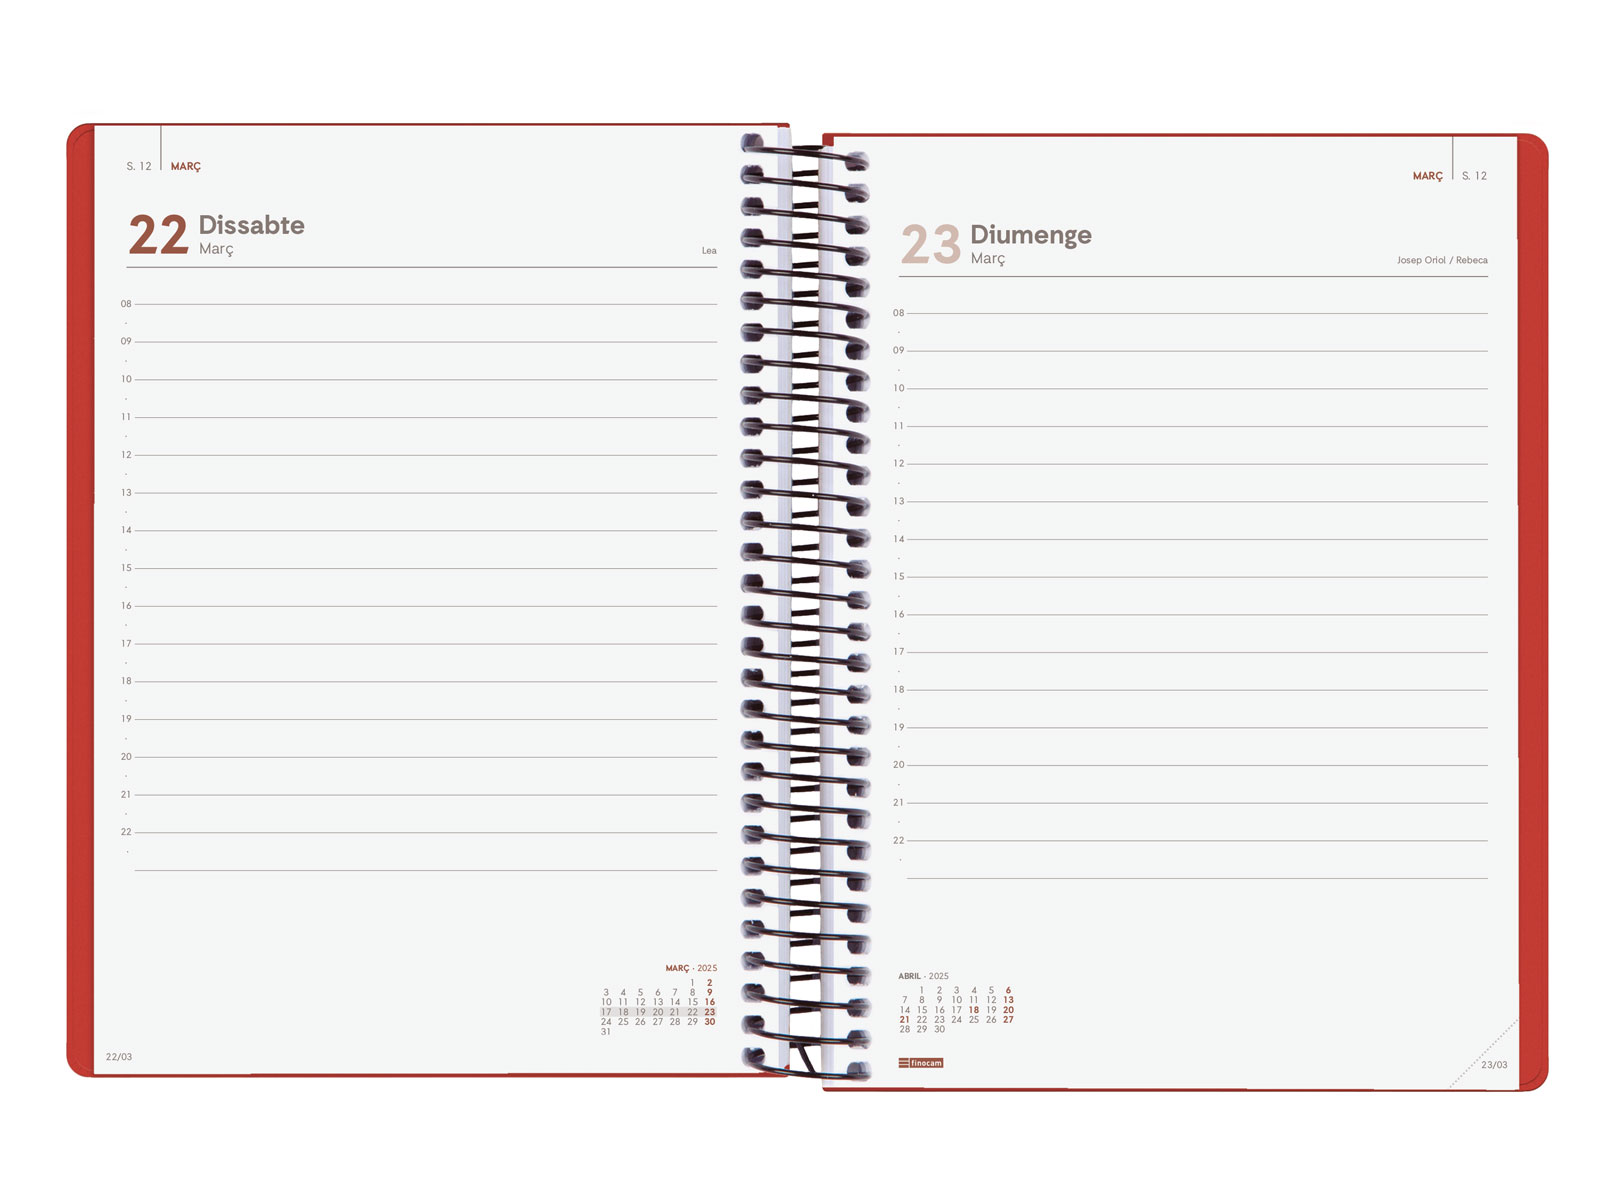 S. 12 MARÇ
22 Dissabte
Març
Lea
08
09
10
11
12
13
14
15
16
17
18
19
20
21
22
MARÇ · 2025
1 2
3 4 5 6 7 8 9
10 11 12 13 14 15 16
17 18 19 20 21 22 23
24 25 26 27 28 29 30
31
22/03
MARÇ S. 12
23 Diumenge
Març
Josep Oriol / Rebeca
08
09
10
11
12
13
14
15
16
17
18
19
20
21
22
ABRIL · 2025
1 2 3 4 5 6
7 8 9 10 11 12 13
14 15 16 17 18 19 20
21 22 23 24 25 26 27
28 29 30
finocam
23/03